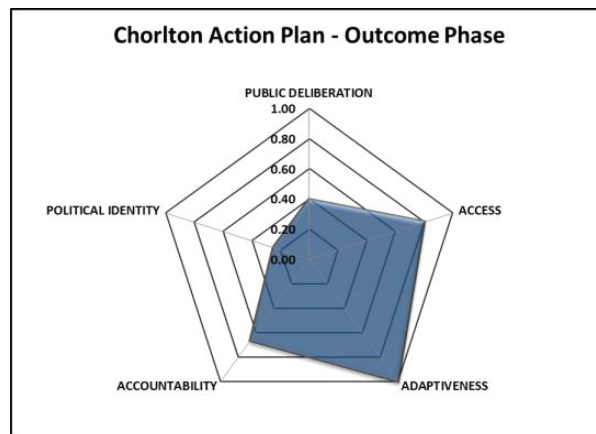 Chorlton Action Plan - Outcome Phase
PUBLIC DELIBERATION
1.00
0.80
0.60
0.40
0.20
0.00
POLITICAL IDENTITY
ACCESS
ACCOUNTABILITY
ADAPTIVENESS